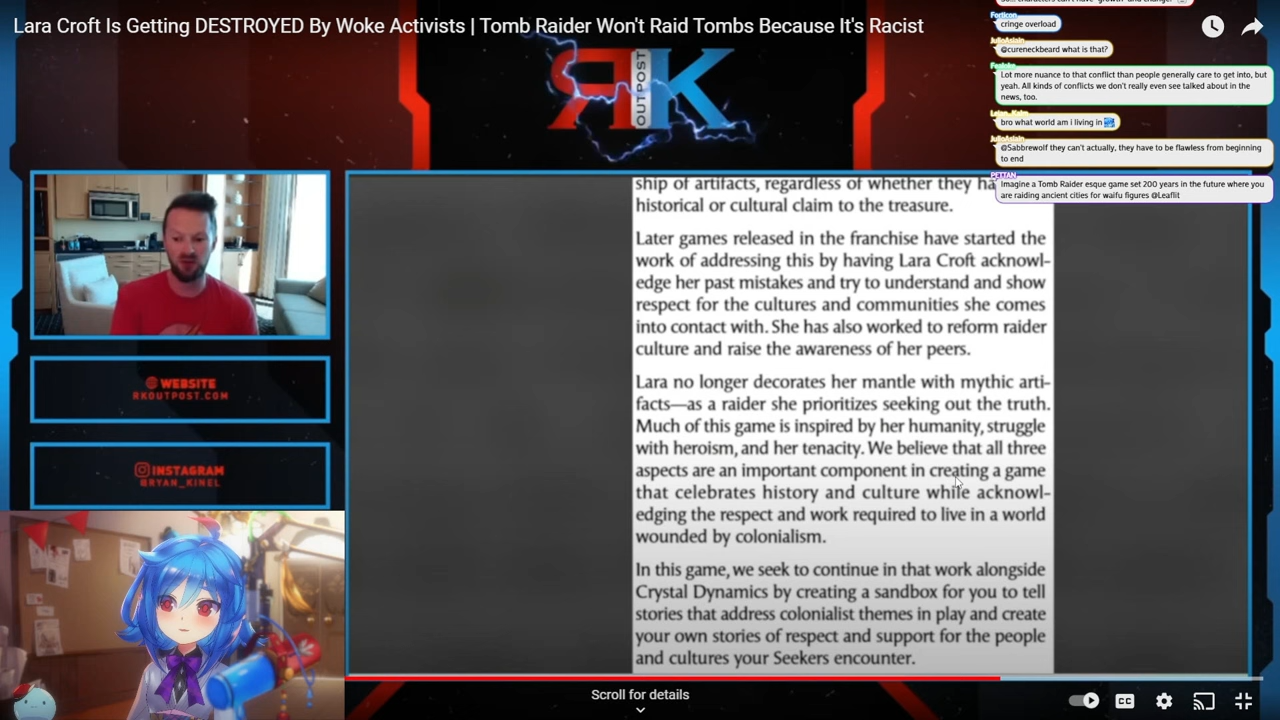 Lara Croft Is Getting DESTROYED By Woke Activists | Tomb Raider Won't Raid Tombs Because It's Racist
cringe overload
@cureneckbeard what is that?
Lot more nuance to that conflict than people generally care to get into, but
yeah. All kinds of conflicts we don't really even see talked about in the
news, too.
bro what world am i living in
@Sabbrewolf they can't actually, they have to be flawless from beginning
to end
PETTAN
Imagine a Tomb Raider esque game set 200 years in the future where you
are raiding ancient cities for waifu figures @Leaflit
RK
OUTPOST
WEBSITE
RKOUTPOST.COM
INSTAGRAM
@RYAN_KINEL
ship of artifacts, regardless of whether they ha
historical or cultural claim to the treasure.
Later games released in the franchise have started the
work of addressing this by having Lara Croft acknowl-
edge her past mistakes and try to understand and show
respect for the cultures and communities she comes
into contact with. She has also worked to reform raider
culture and raise the awareness of her peers.
Lara no longer decorates her mantle with mythic arti-
facts—as a raider she prioritizes seeking out the truth.
Much of this game is inspired by her humanity, struggle
with heroism, and her tenacity. We believe that all three
aspects are an important component in creating a game
that celebrates history and culture while acknowl-
edging the respect and work required to live in a world
wounded by colonialism.
In this game, we seek to continue in that work alongside
Crystal Dynamics by creating a sandbox for you to tell
stories that address colonialist themes in play and create
your own stories of respect and support for the people
and cultures your Seekers encounter.
Scroll for details
CC